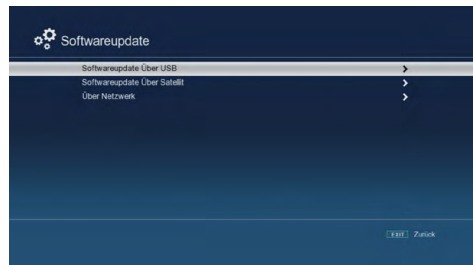 Softwareupdate
Softwareupdate Über USB
Softwareupdate Über Satellit
Über Netzwerk
EXIT Zurück